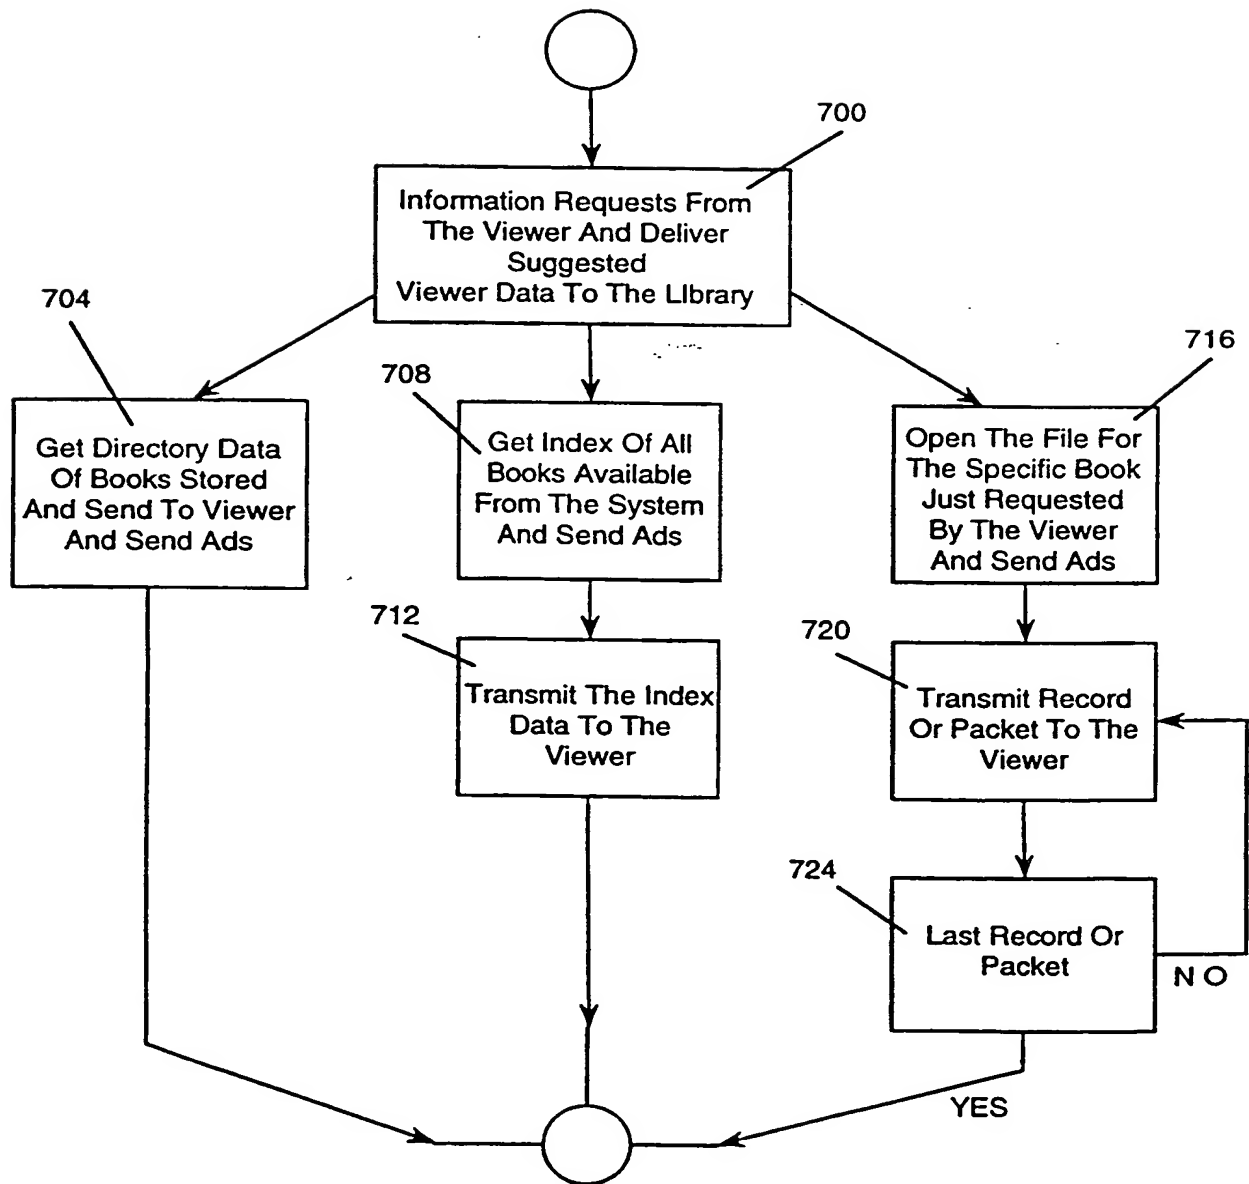 700
Information Requests From
The Viewer And Deliver
Suggested
Viewer Data To The LIbrary
704
Get Directory Data
Of Books Stored
And Send To Viewer
And Send Ads
708
Get Index Of All
Books Available
From The System
And Send Ads
716
Open The File For
The Specific Book
Just Requested
By The Viewer
And Send Ads
712
Transmit The Index
Data To The
Viewer
720
Transmit Record
Or Packet To The
Viewer
724
Last Record Or
Packet
N O
YES